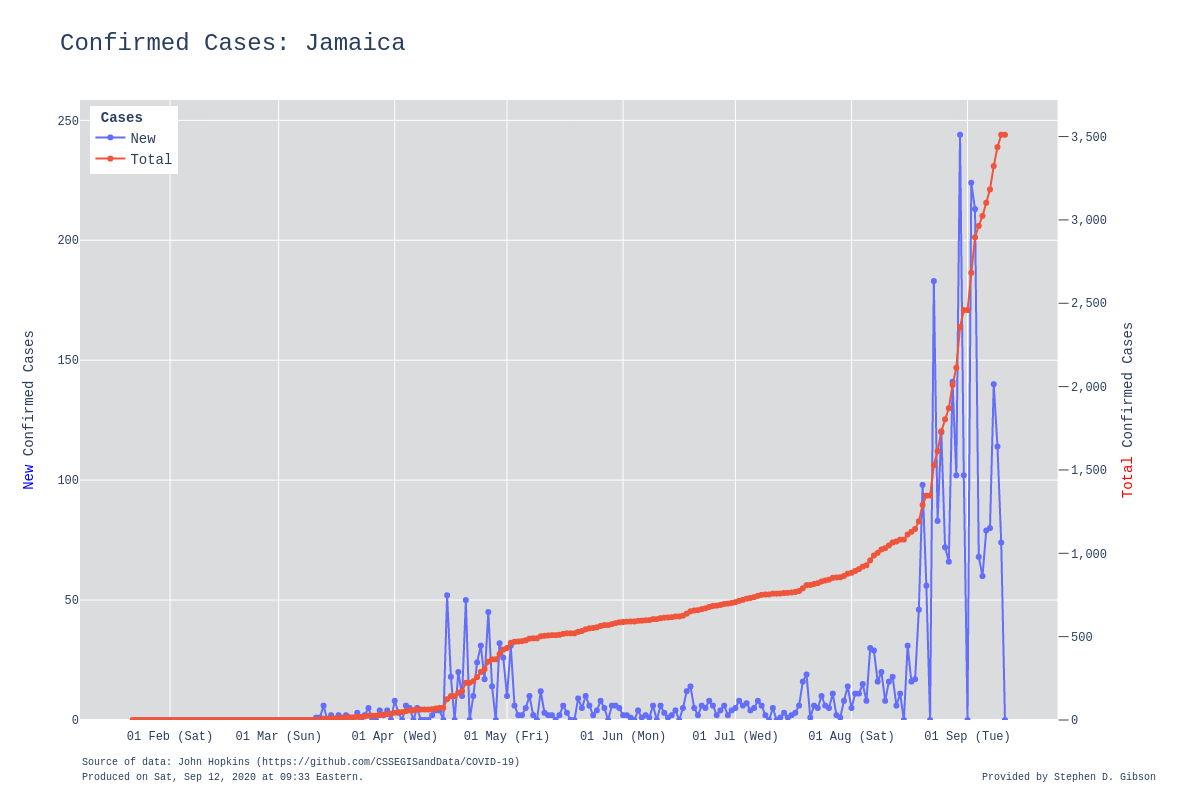 Confirmed Cases: Jamaica
Cases
New
Total
250
200
150
100
50
0
New Confirmed Cases
3,500
3,000
2,500
2,000
1,500
1,000
500
0
Total Confirmed Cases
01 Feb (Sat)
01 Mar (Sun)
01 Apr (Wed)
01 May (Fri)
01 Jun (Mon)
01 Jul (Wed)
01 Aug (Sat)
01 Sep (Tue)
Source of data: John Hopkins (https://github.com/CSSEGISandData/COVID-19)
Produced on Sat, Sep 12, 2020 at 09:33 Eastern.
Provided by Stephen D. Gibson